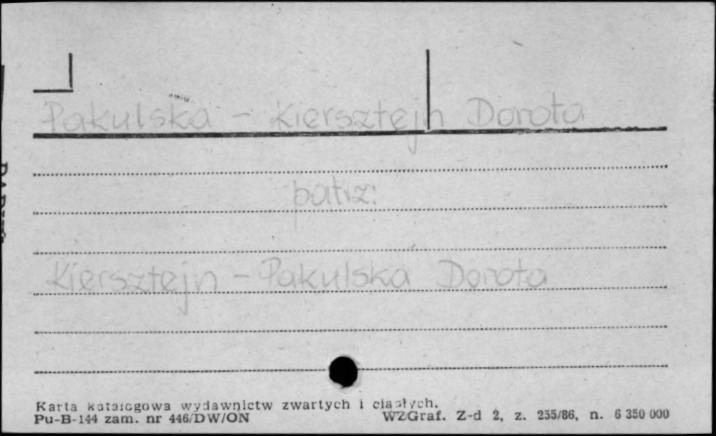 Pakulska - Kiersztejn Dorota
patrz:
Kiersztejn - Pakulska Dorota
Karta katalogowa wydawnictw zwartych i ciągłych.
Pu-B-144 zam. nr 446/DW/ON WZGraf. Z-d 2, z. 255/86, n. 6 350 000